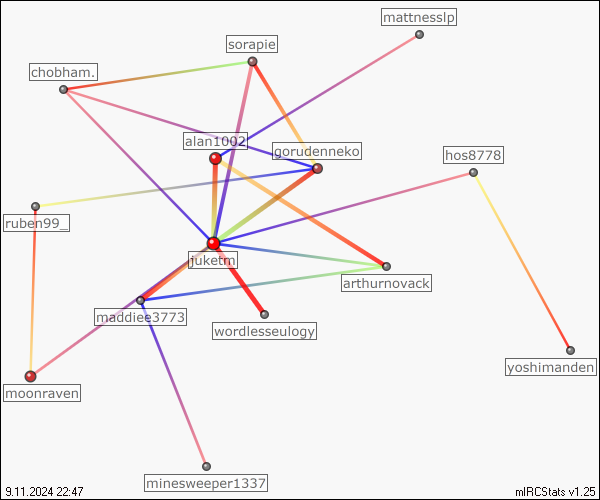 mattnesslp
sorapie
chobham.
alan1002
gorudenneko
hos8778
ruben99_
juketm
arthurnovack
maddiee3773
wordlesseulogy
yoshimanden
moonraven
minesweeper1337
9.11.2024 22:47
mIRCStats v1.25